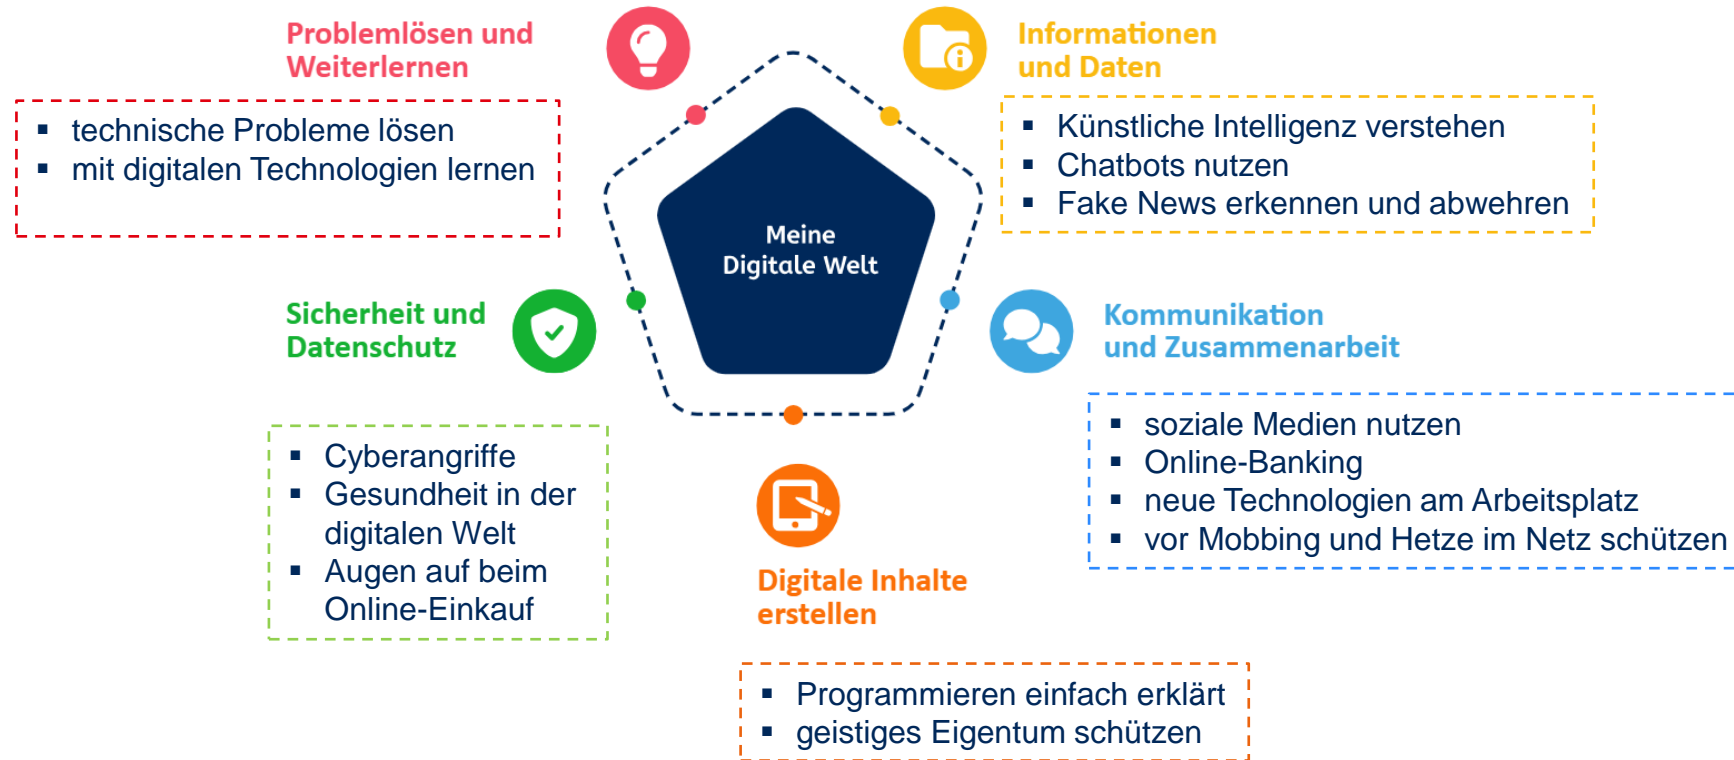 Problemlösen und
Weiterlernen
▪ technische Probleme lösen
▪ mit digitalen Technologien lernen
Informationen
und Daten
▪ Künstliche Intelligenz verstehen
▪ Chatbots nutzen
▪ Fake News erkennen und abwehren
Meine
Digitale Welt
Sicherheit und
Datenschutz
▪ Cyberangriffe
▪ Gesundheit in der
digitalen Welt
▪ Augen auf beim
Online-Einkauf
Kommunikation
und Zusammenarbeit
▪ soziale Medien nutzen
▪ Online-Banking
▪ neue Technologien am Arbeitsplatz
▪ vor Mobbing und Hetze im Netz schützen
Digitale Inhalte
erstellen
▪ Programmieren einfach erklärt
▪ geistiges Eigentum schützen